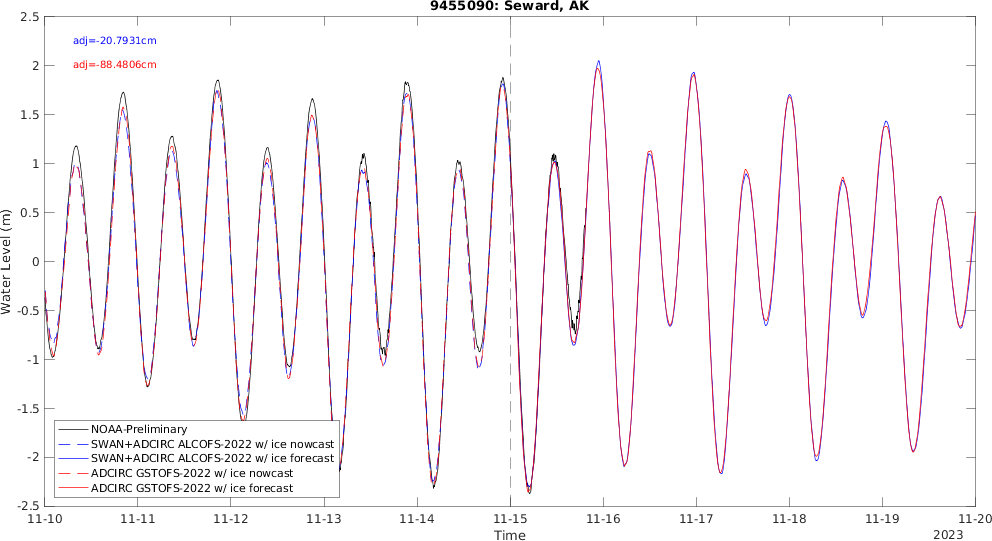 9455090: Seward, AK
adj=-20.7931cm
adj=-88.4806cm
Water Level (m)
2.5
2
1.5
1
0.5
0
-0.5
-1
-1.5
-2
-2.5
NOAA-Preliminary
SWAN+ADCIRC ALCOFS-2022 w/ ice nowcast
SWAN+ADCIRC ALCOFS-2022 w/ ice forecast
ADCIRC GSTOFS-2022 w/ ice nowcast
ADCIRC GSTOFS-2022 w/ ice forecast
11-10 11-11 11-12 11-13 11-14 11-15 11-16 11-17 11-18 11-19 11-20
Time
2023